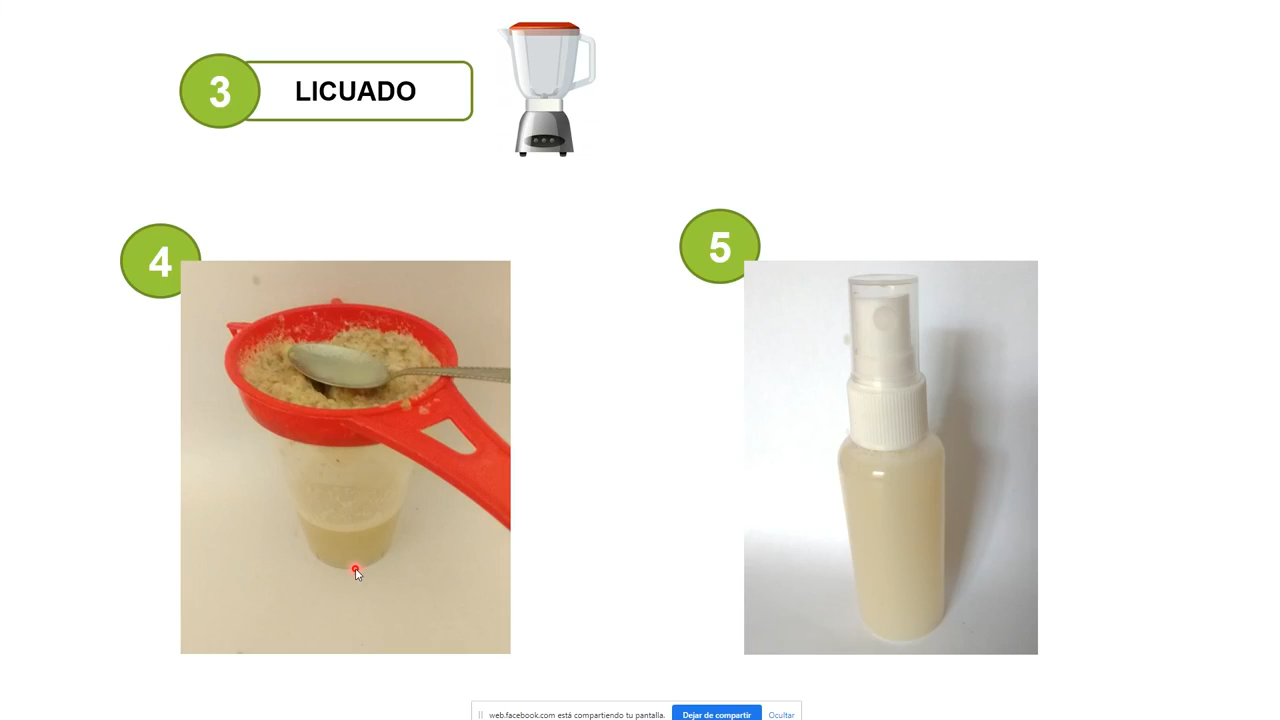 3
LICUADO
4
5
web.facebook.com está compartiendo tu pantalla.
Dejar de compartir
Ocultar